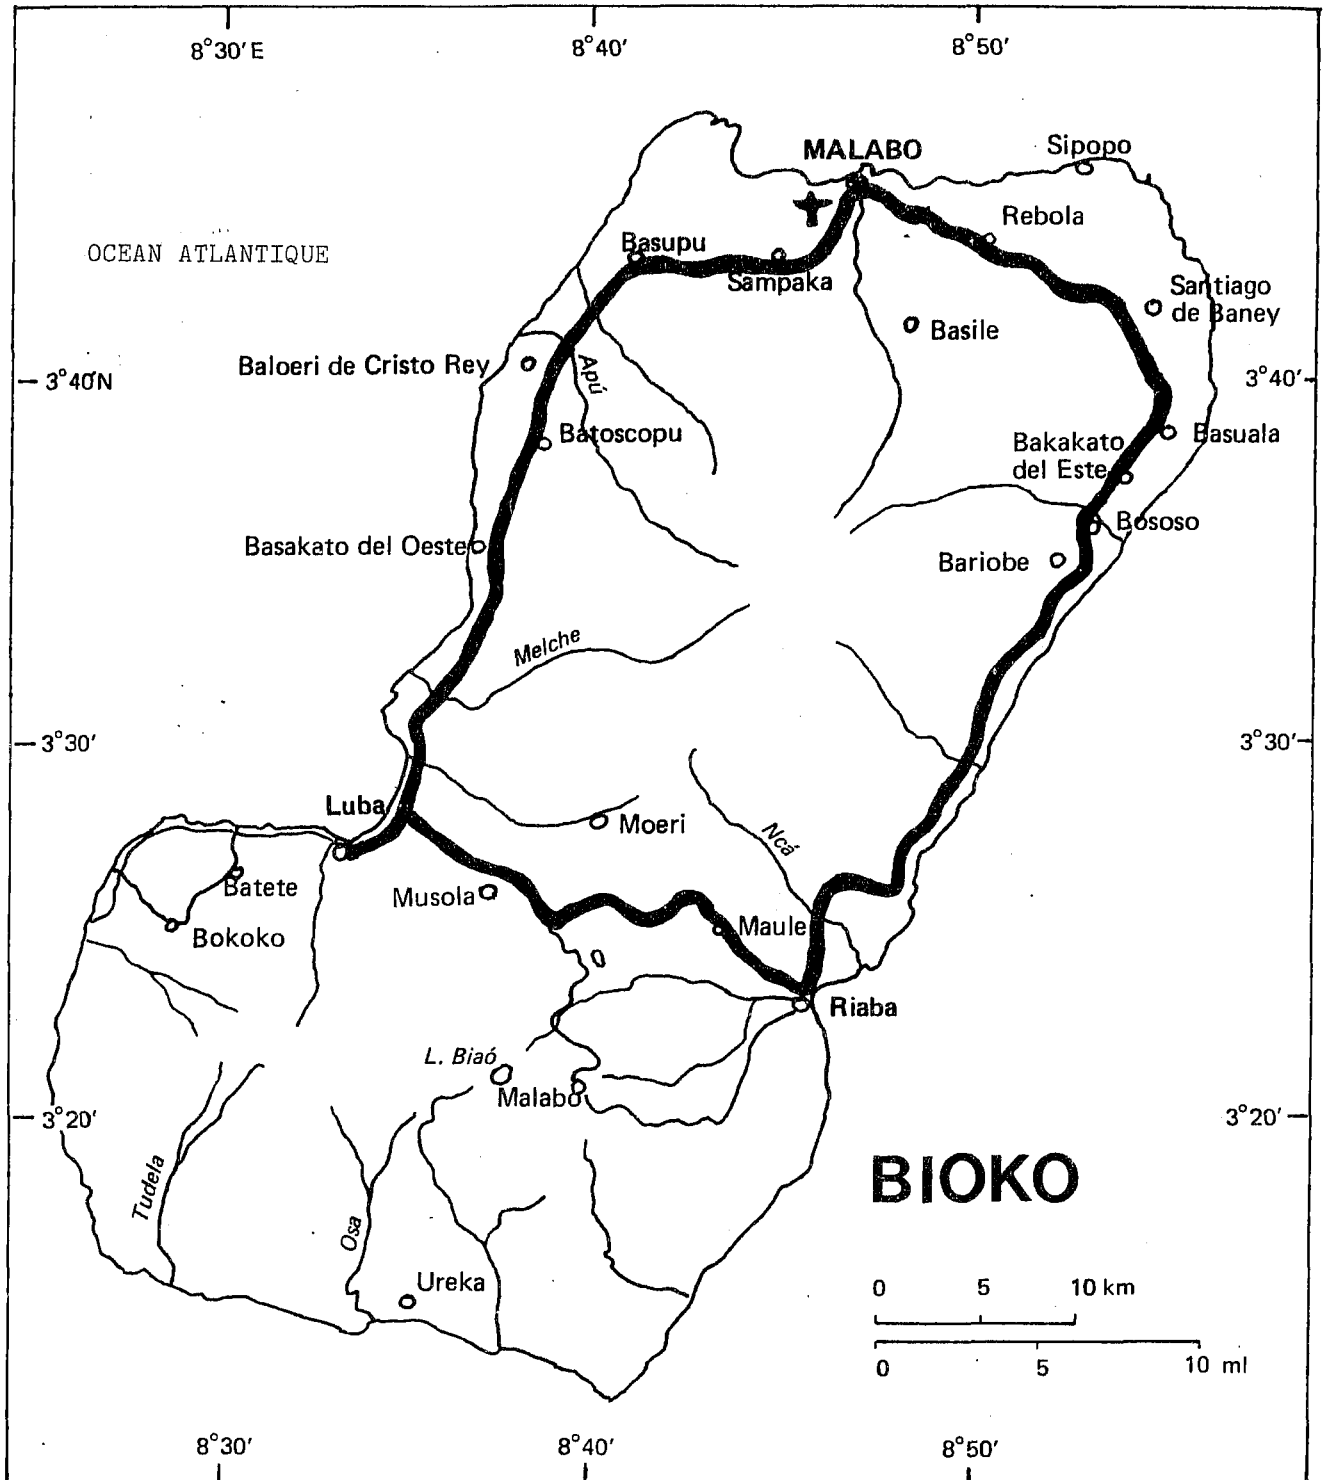 8°30′E
8°40′
8°50′
MALABO
Sipopo
Rebola
OCEAN ATLANTIQUE
Basupu
Sampaka
Santiago
de Baney
Basile
Baloeri de Cristo Rey
Apú
3°40′N
3°40′
Batoscopu
Bakakato
del Este
Basuala
Bososo
Basakato del Oeste
Bariobe
Melche
3°30′
3°30′
Luba
Moeri
Ncá
Batete
Musola
Bokoko
Maule
Riaba
L. Biaó
Malabo
3°20′
3°20′
BIOKO
Tudela
Osa
Ureka
0 5 10 km
0 5 10 ml
8°30′
8°40′
8°50′